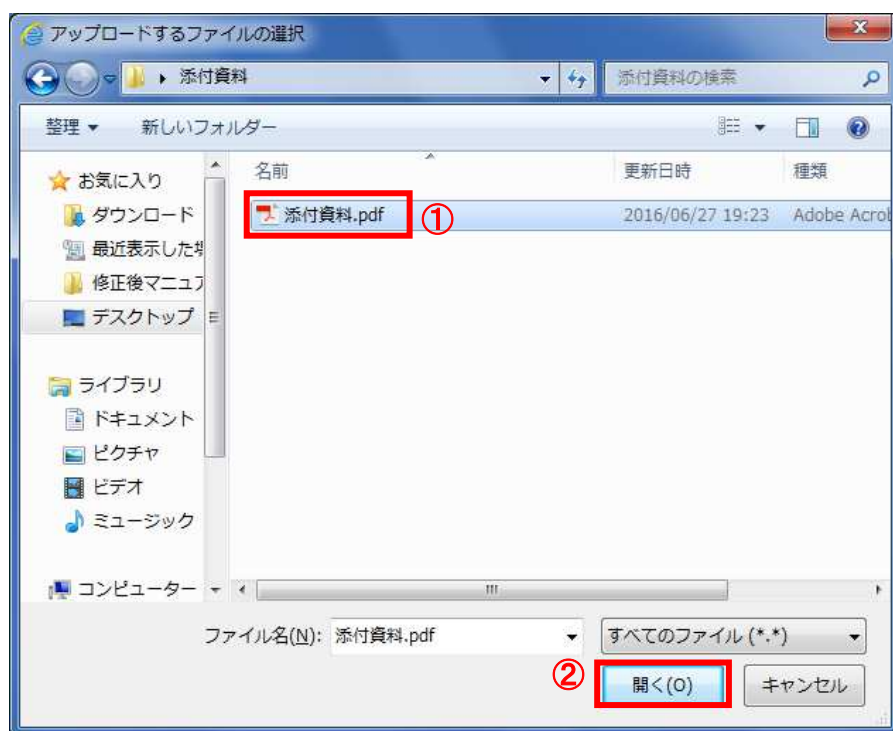 アップロードするファイルの選択
添付資料
添付資料の検索
整理
新しいフォルダー
名前
更新日時
種類
お気に入り
ダウンロード
最近表示した場
修正後マニュア
デスクトップ
ライブラリ
ドキュメント
ピクチャ
ビデオ
ミュージック
コンピューター
添付資料.pdf
①
2016/06/27 19:23
Adobe Acrob
ファイル名(N): 添付資料.pdf
すべてのファイル (*.*)
②
開く(O)
キャンセル